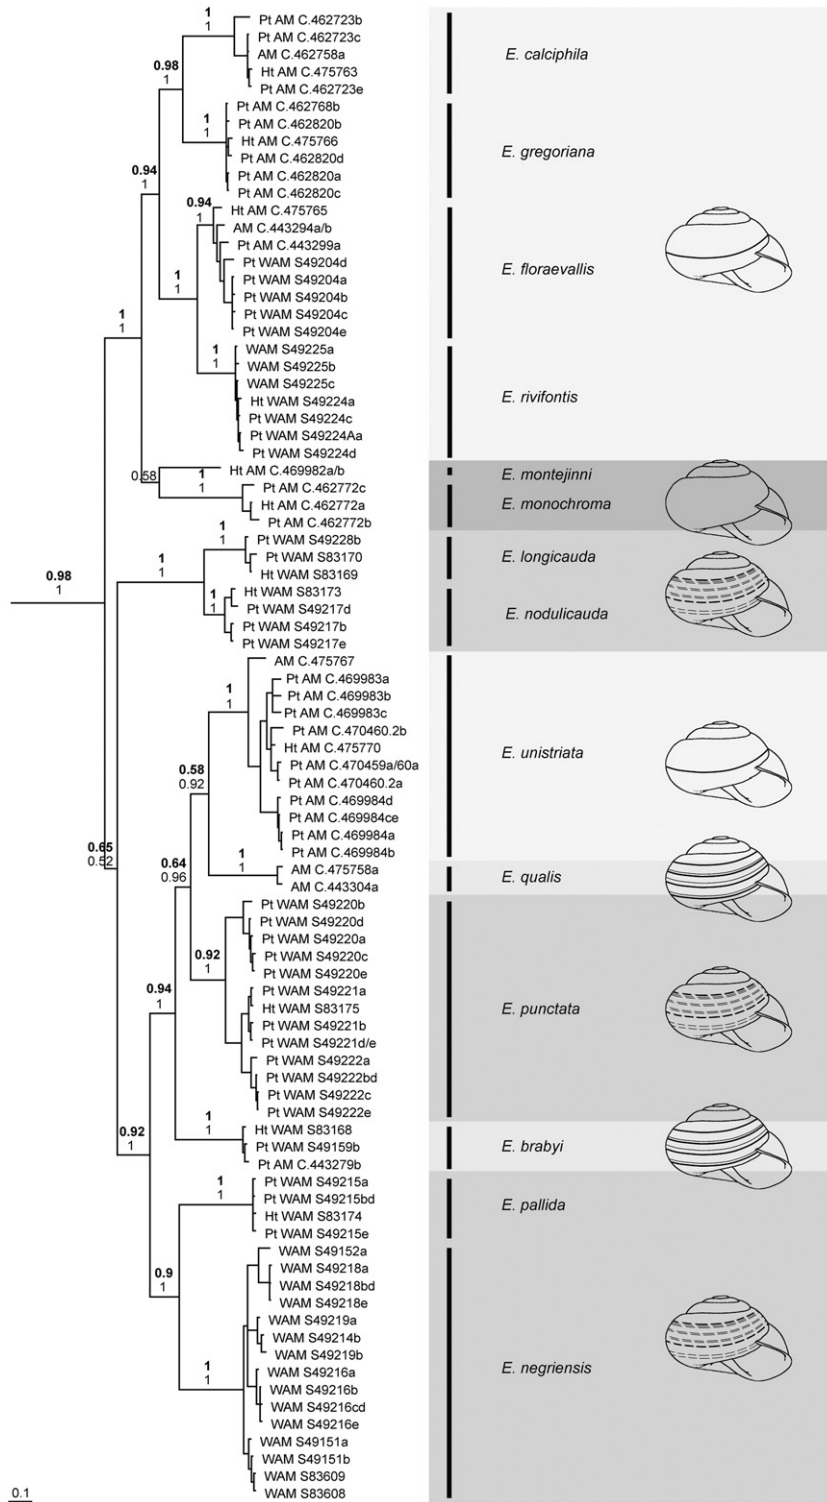 1
1
Pt AM C.462723b
Pt AM C.462723c
AM C.462758a
Ht AM C.475763
Pt AM C.462723e
E. calciphila
0.98
1
Pt AM C.462768b
Pt AM C.462820b
Ht AM C.475766
Pt AM C.462820d
Pt AM C.462820a
Pt AM C.462820c
E. gregoriana
1
1
0.94
1
0.94
1
Ht AM C.475765
AM C.443294a/b
Pt AM C.443299a
Pt WAM S49204d
Pt WAM S49204a
Pt WAM S49204b
Pt WAM S49204c
Pt WAM S49204e
E. floraevallis
1
1
1
1
1
1
WAM S49225a
WAM S49225b
WAM S49225c
Ht WAM S49224a
Pt WAM S49224c
Pt WAM S49224Aa
Pt WAM S49224d
E. rivifontis
0.58
Ht AM C.469982a/b
E. montejinni
1
1
Pt AM C.462772c
Ht AM C.462772a
Pt AM C.462772b
E. monochroma
1
1
Pt WAM S49228b
Pt WAM S83170
Ht WAM S83169
E. longicauda
1
1
0.98
1
1
1
Ht WAM S83173
Pt WAM S49217d
Pt WAM S49217b
Pt WAM S49217e
E. nodulicauda
AM C.475767
Pt AM C.469983a
Pt AM C.469983b
Pt AM C.469983c
Pt AM C.470460.2b
Ht AM C.475770
Pt AM C.470459a/60a
Pt AM C.470460.2a
Pt AM C.469984d
Pt AM C.469984ce
Pt AM C.469984a
Pt AM C.469984b
E. unistriata
1
1
0.58
0.92
0.65
0.52
0.64
0.96
1
1
AM C.475758a
AM C.443304a
E. qualis
Pt WAM S49220b
Pt WAM S49220d
Pt WAM S49220a
Pt WAM S49220c
Pt WAM S49220e
Pt WAM S49221a
Ht WAM S83175
Pt WAM S49221b
Pt WAM S49221d/e
Pt WAM S49222a
Pt WAM S49222bd
Pt WAM S49222c
Pt WAM S49222e
E. punctata
0.92
1
0.94
1
1
1
Ht WAM S83168
Pt WAM S49159b
Pt AM C.443279b
E. brabyi
0.92
1
1
1
Pt WAM S49215a
Pt WAM S49215bd
Ht WAM S83174
Pt WAM S49215e
E. pallida
0.9
1
WAM S49152a
WAM S49218a
WAM S49218bd
WAM S49218e
WAM S49219a
WAM S49214b
WAM S49219b
WAM S49216a
WAM S49216b
WAM S49216cd
WAM S49216e
WAM S49151a
WAM S49151b
WAM S83609
WAM S83608
E. negriensis
1
1
0.1